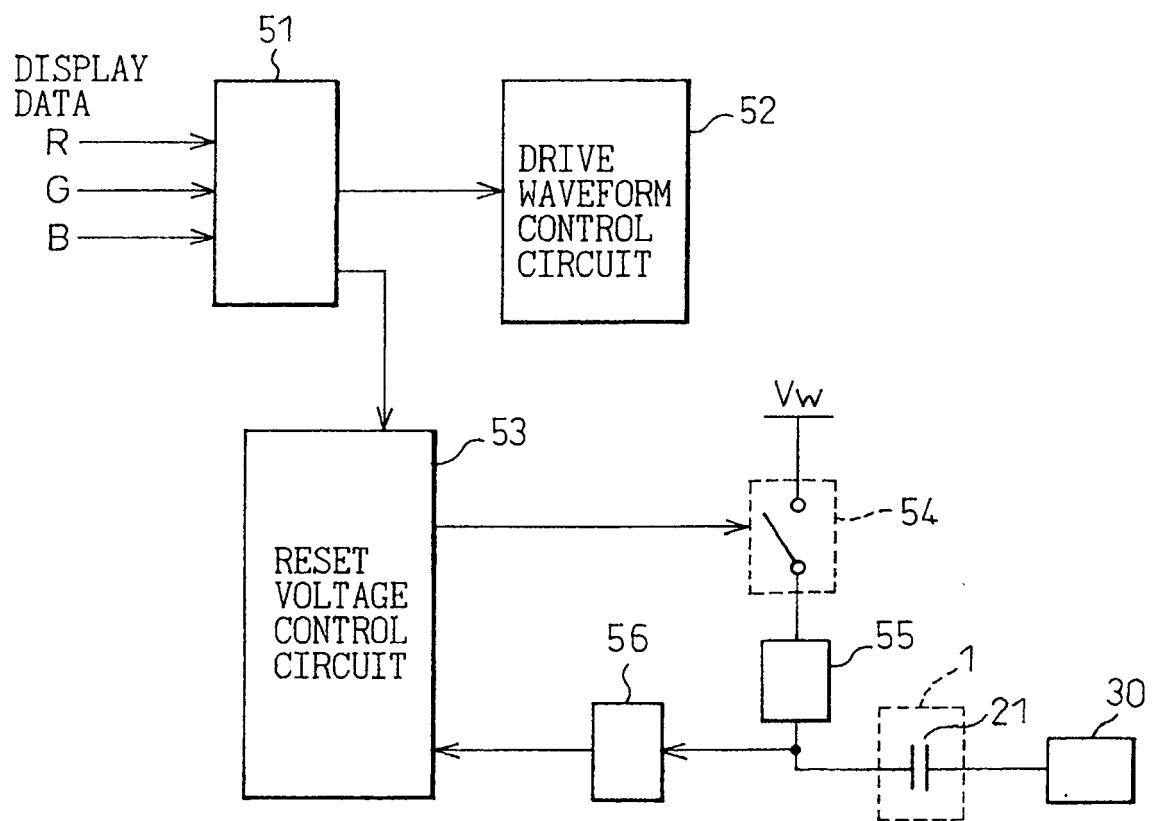 51
DISPLAY
DATA
R
G
B
52
DRIVE
WAVEFORM
CONTROL
CIRCUIT
53
Vw
54
RESET
VOLTAGE
CONTROL
CIRCUIT
55
56
1
21
30